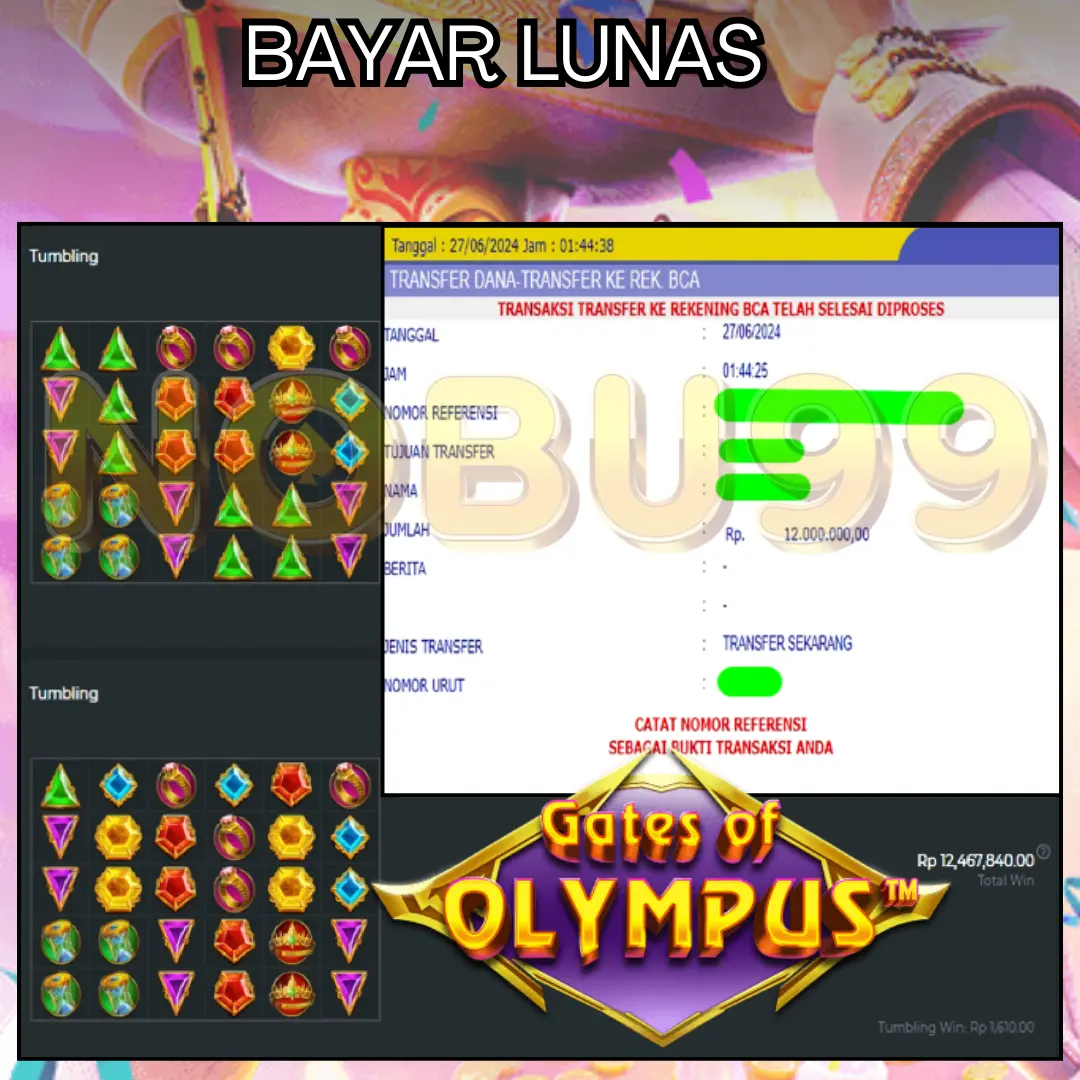 BAYAR LUNAS
Tumbling
Tanggal : 27/06/2024 Jam : 01:44:38
TRANSFER DANA-TRANSFER KE REK. BCA
TRANSAKSI TRANSFER KE REKENING BCA TELAH SELESAI DIPROSES
TANGGAL : 27/06/2024
JAM : 01:44:25
NOMOR REFERENSI :
TUJUAN TRANSFER :
NAMA :
JUMLAH : Rp. 12.000.000,00
BERITA : -
: -
JENIS TRANSFER : TRANSFER SEKARANG
NOMOR URUT :
CATAT NOMOR REFERENSI
SEBAGAI BUKTI TRANSAKSI ANDA
NOBU99
Tumbling
Gates of
OLYMPUS™
Rp 12,467,840.00
Total Win
Tumbling Win: Rp 1,610.00